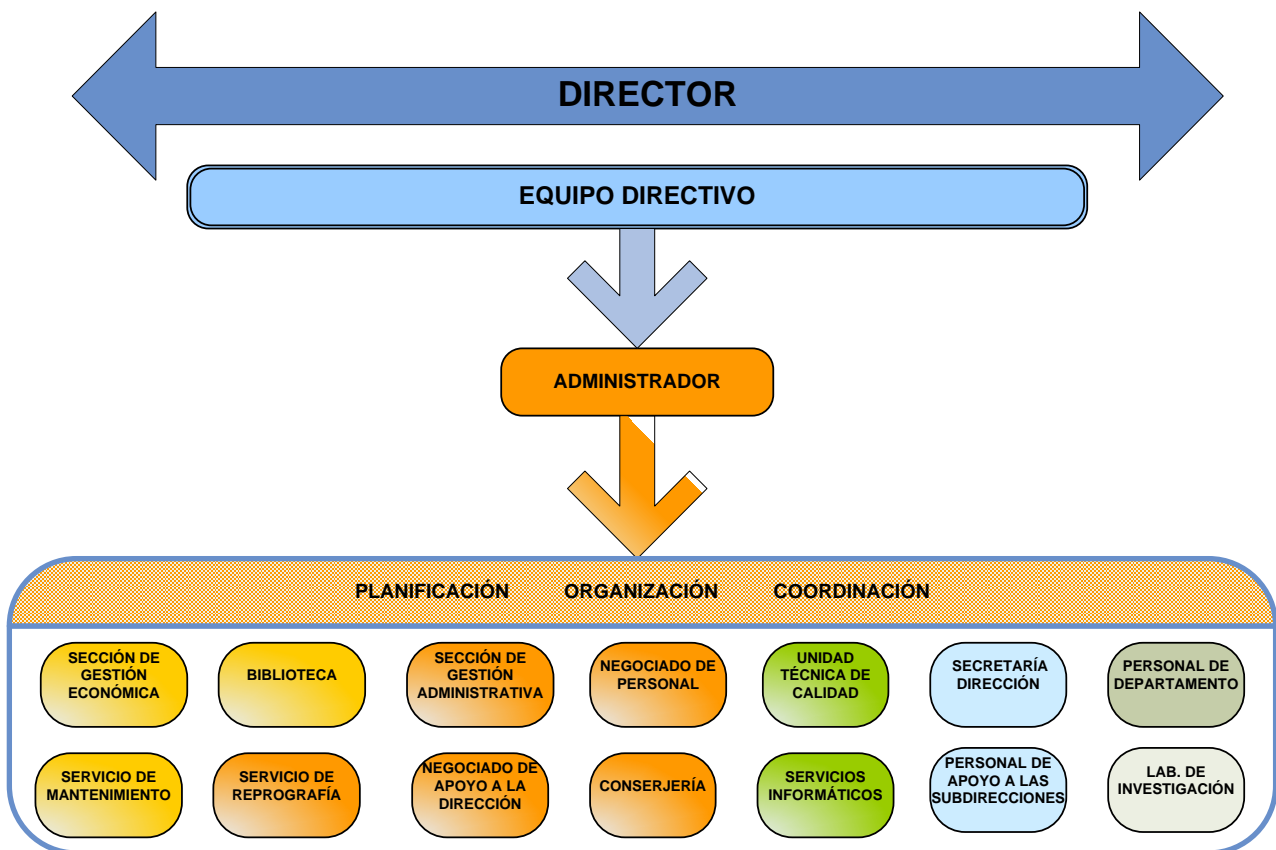 DIRECTOR
EQUIPO DIRECTIVO
ADMINISTRADOR
PLANIFICACIÓN ORGANIZACIÓN COORDINACIÓN
SECCIÓN DE
GESTIÓN
ECONÓMICA
BIBLIOTECA
SECCIÓN DE
GESTIÓN
ADMINISTRATIVA
NEGOCIADO DE
PERSONAL
UNIDAD
TÉCNICA DE
CALIDAD
SECRETARÍA
DIRECCIÓN
PERSONAL DE
DEPARTAMENTO
SERVICIO DE
MANTENIMIENTO
SERVICIO DE
REPROGRAFÍA
NEGOCIADO DE
APOYO A LA
DIRECCIÓN
CONSERJERÍA
SERVICIOS
INFORMÁTICOS
PERSONAL DE
APOYO A LAS
SUBDIRECCIONES
LAB. DE
INVESTIGACIÓN